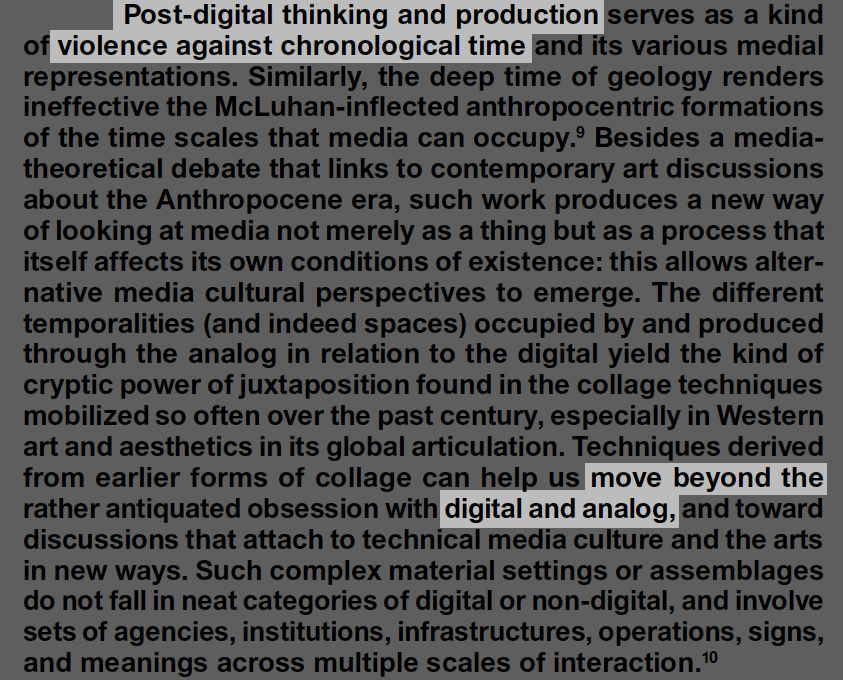 Post-digital thinking and production serves as a kind
of violence against chronological time and its various medial
representations. Similarly, the deep time of geology renders
ineffective the McLuhan-inflected anthropocentric formations
of the time scales that media can occupy.⁹ Besides a media-
theoretical debate that links to contemporary art discussions
about the Anthropocene era, such work produces a new way
of looking at media not merely as a thing but as a process that
itself affects its own conditions of existence: this allows alter-
native media cultural perspectives to emerge. The different
temporalities (and indeed spaces) occupied by and produced
through the analog in relation to the digital yield the kind of
cryptic power of juxtaposition found in the collage techniques
mobilized so often over the past century, especially in Western
art and aesthetics in its global articulation. Techniques derived
from earlier forms of collage can help us move beyond the
rather antiquated obsession with digital and analog, and toward
discussions that attach to technical media culture and the arts
in new ways. Such complex material settings or assemblages
do not fall in neat categories of digital or non-digital, and involve
sets of agencies, institutions, infrastructures, operations, signs,
and meanings across multiple scales of interaction.¹⁰